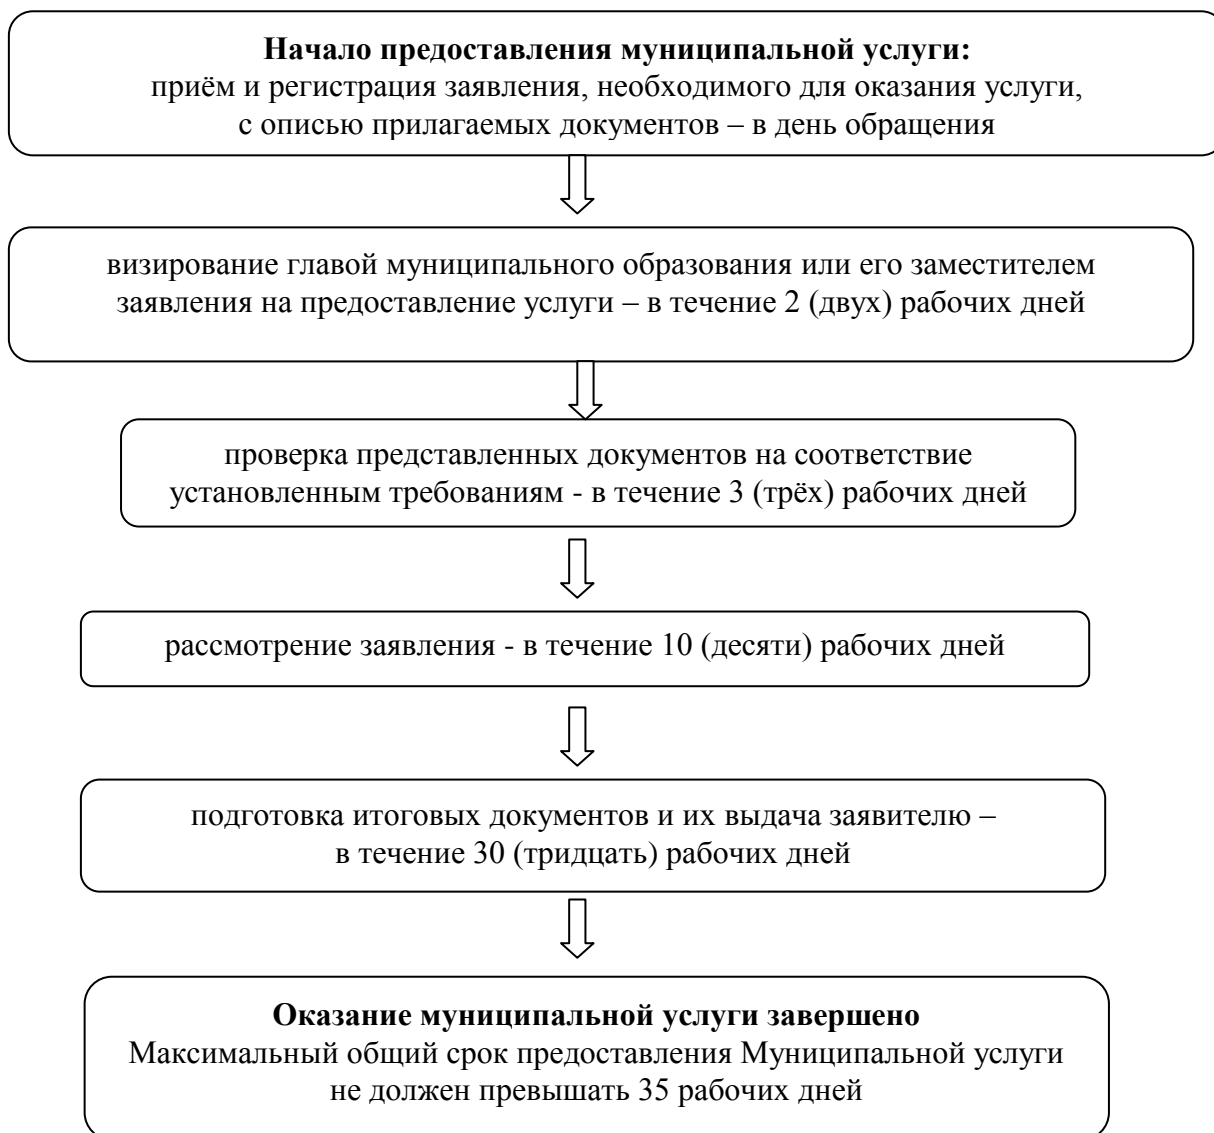 Начало предоставления муниципальной услуги:
приём и регистрация заявления, необходимого для оказания услуги,
с описью прилагаемых документов – в день обращения
визирование главой муниципального образования или его заместителем
заявления на предоставление услуги – в течение 2 (двух) рабочих дней
проверка представленных документов на соответствие
установленным требованиям - в течение 3 (трёх) рабочих дней
рассмотрение заявления - в течение 10 (десяти) рабочих дней
подготовка итоговых документов и их выдача заявителю –
в течение 30 (тридцать) рабочих дней
Оказание муниципальной услуги завершено
Максимальный общий срок предоставления Муниципальной услуги
не должен превышать 35 рабочих дней